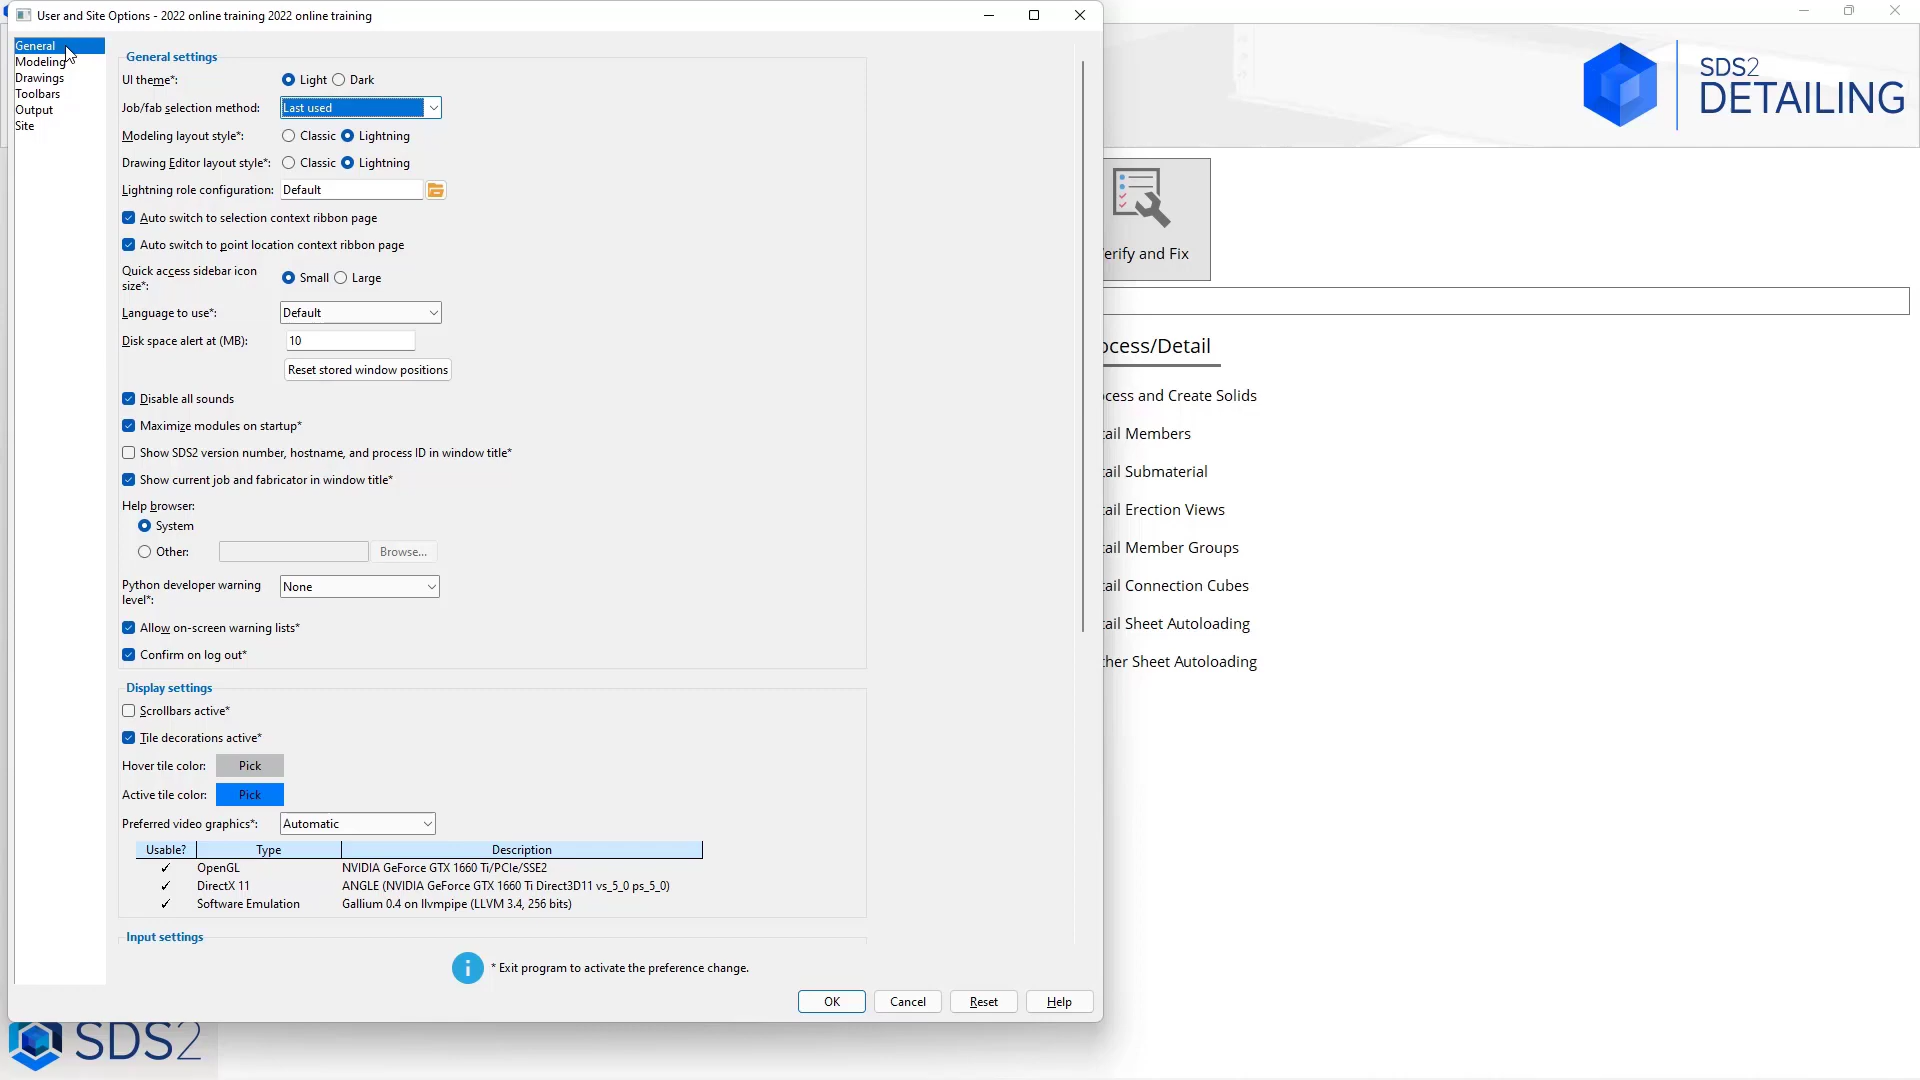 User and Site Options - 2022 online training 2022 online training
General
Modeling
Drawings
Toolbars
Output
Site
General settings
UI theme*:
Light
Dark
Job/fab selection method:
Last used
Modeling layout style*:
Classic
Lightning
Drawing Editor layout style*:
Classic
Lightning
Lightning role configuration:
Default
Auto switch to selection context ribbon page
Auto switch to point location context ribbon page
Quick access sidebar icon
size*:
Small
Large
Language to use*:
Default
Disk space alert at (MB):
10
Reset stored window positions
Disable all sounds
Maximize modules on startup*
Show SDS2 version number, hostname, and process ID in window title*
Show current job and fabricator in window title*
Help browser:
System
Other:
Browse...
Python developer warning
level*:
None
Allow on-screen warning lists*
Confirm on log out*
Display settings
Scrollbars active*
Tile decorations active*
Hover tile color:
Pick
Active tile color:
Pick
Preferred video graphics*:
Automatic
Usable? Type Description
✓ OpenGL NVIDIA GeForce GTX 1660 Ti/PCIe/SSE2
✓ DirectX 11 ANGLE (NVIDIA GeForce GTX 1660 Ti Direct3D11 vs_5_0 ps_5_0)
✓ Software Emulation Gallium 0.4 on llvmpipe (LLVM 3.4, 256 bits)
Input settings
* Exit program to activate the preference change.
OK
Cancel
Reset
Help
SDS2
DETAILING
erify and Fix
ocess/Detail
cess and Create Solids
ail Members
ail Submaterial
ail Erection Views
ail Member Groups
ail Connection Cubes
ail Sheet Autoloading
her Sheet Autoloading
SDS2